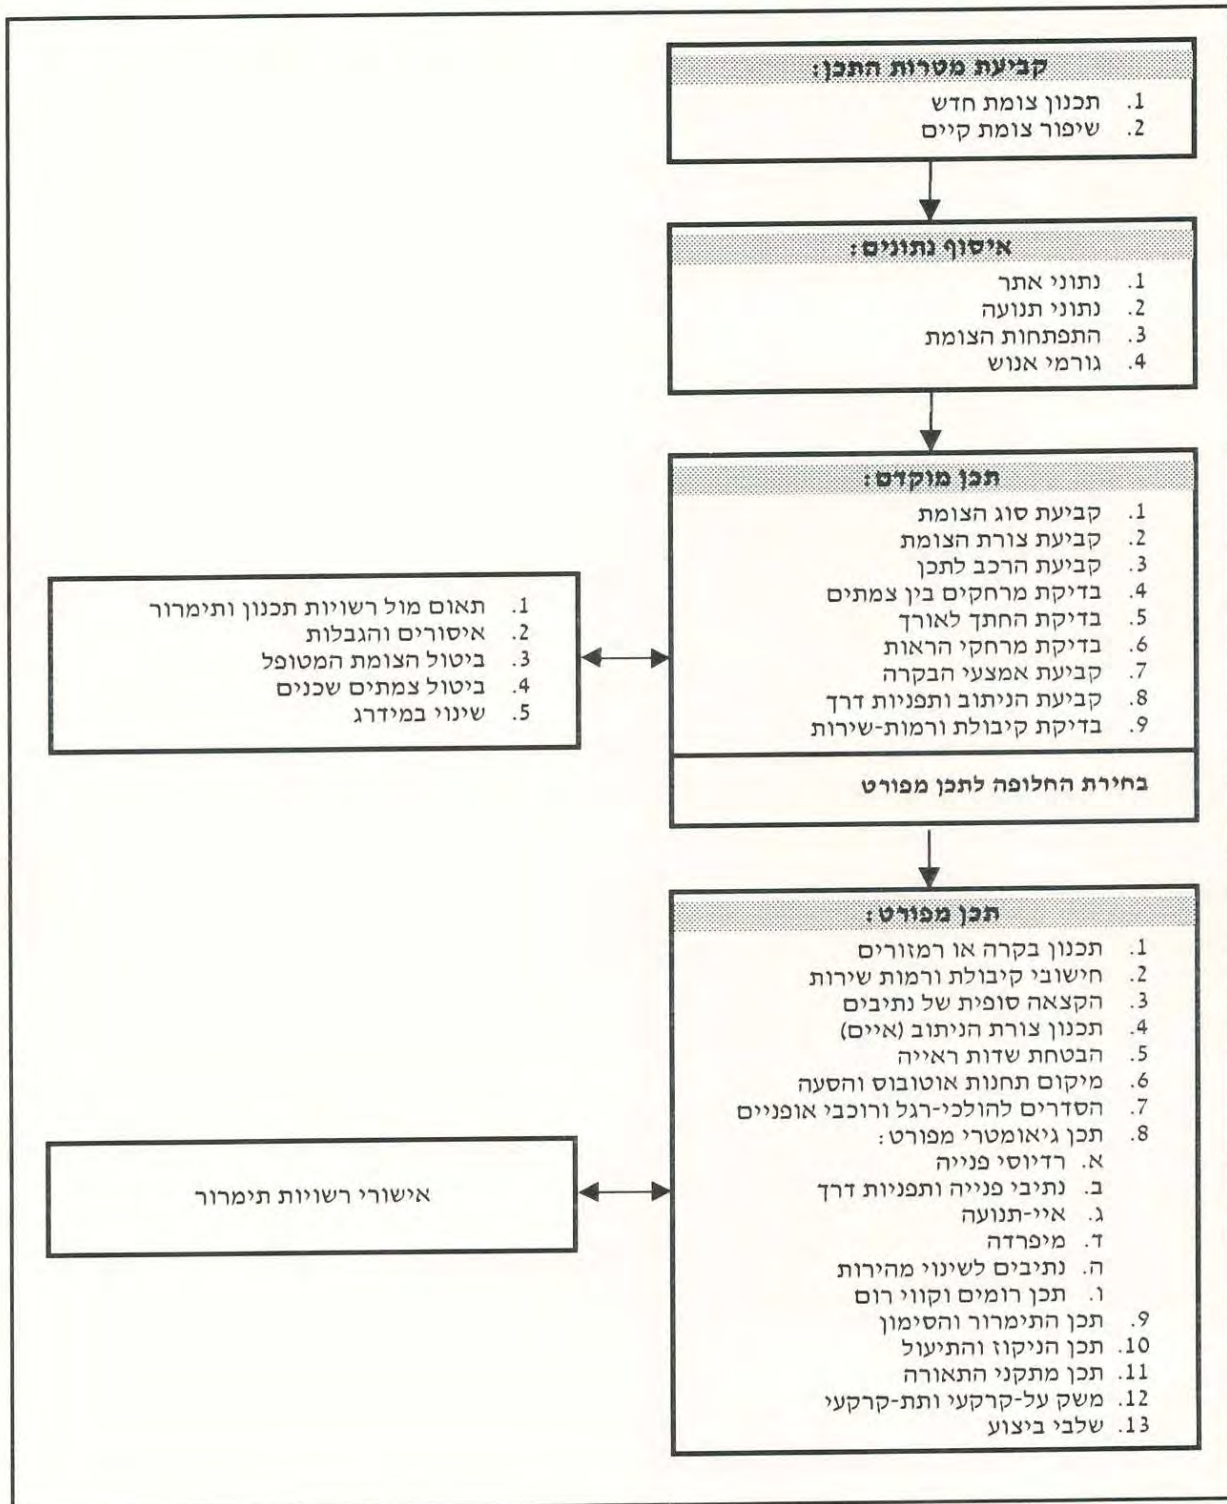 קביעת מטרות התכן:
1. תכנון צומת חדש
2. שיפור צומת קיים
איסוף נתונים:
1. נתוני אתר
2. נתוני תנועה
3. התפתחות הצומת
4. גורמי אנוש
תכן מוקדם:
1. קביעת סוג הצומת
2. קביעת צורת הצומת
3. קביעת הרכב לתכן
4. בדיקת מרחקים בין צמתים
5. בדיקת החתך לאורך
6. בדיקת מרחקי הראות
7. קביעת אמצעי הבקרה
8. קביעת הניתוב ותפניות דרך
9. בדיקת קיבולת ורמות-שירות
בחירת החלופה לתכן מפורט
1. תאום מול רשויות תכנון ותימרור
2. איסורים והגבלות
3. ביטול הצומת המטופל
4. ביטול צמתים שכנים
5. שינוי במידרג
תכן מפורט:
1. תכנון בקרה או רמזורים
2. חישובי קיבולת ורמות שירות
3. הקצאה סופית של נתיבים
4. תכנון צורת הניתוב (איים)
5. הבטחת שדות ראייה
6. מיקום תחנות אוטובוס והסעה
7. הסדרים להולכי-רגל ורוכבי אופניים
8. תכן גיאומטרי מפורט:
א. רדיוסי פנייה
ב. נתיבי פנייה ותפניות דרך
ג. איי-תנועה
ד. מיפרדה
ה. נתיבים לשינוי מהירות
ו. תכן רומים וקווי רום
9. תכן התימרור והסימון
10. תכן הניקוז והתיעול
11. תכן מתקני התאורה
12. משק על-קרקעי ותת-קרקעי
13. שלבי ביצוע
אישורי רשויות תימרור